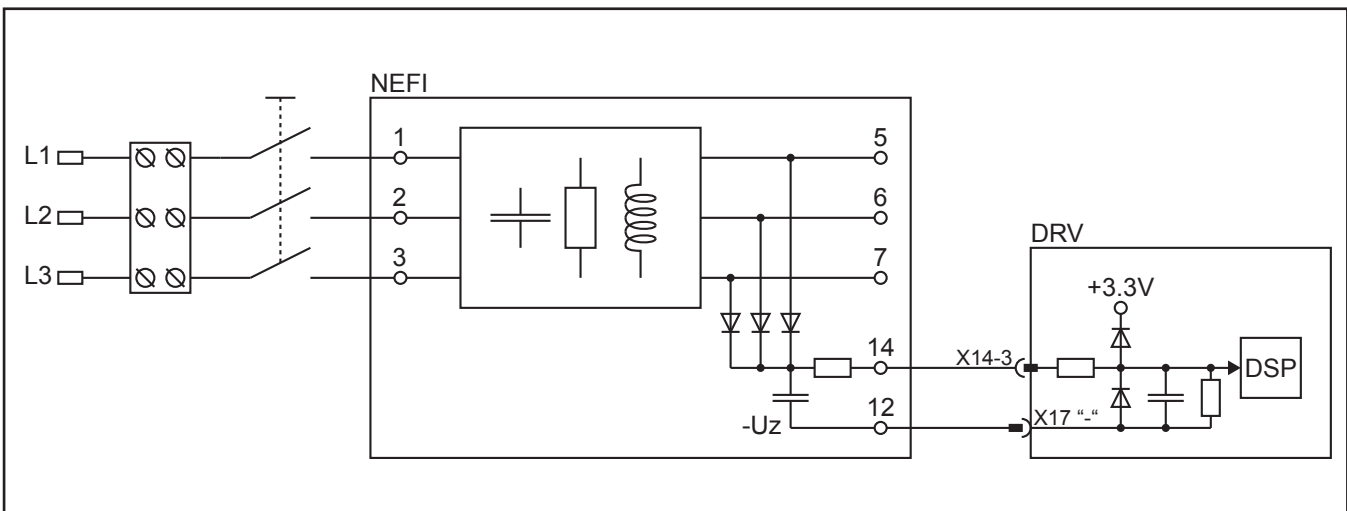 NEFI
L1
1
5
L2
2
6
L3
3
7
DRV
+3.3V
14
X14-3
DSP
12
-Uz
X17 “-“